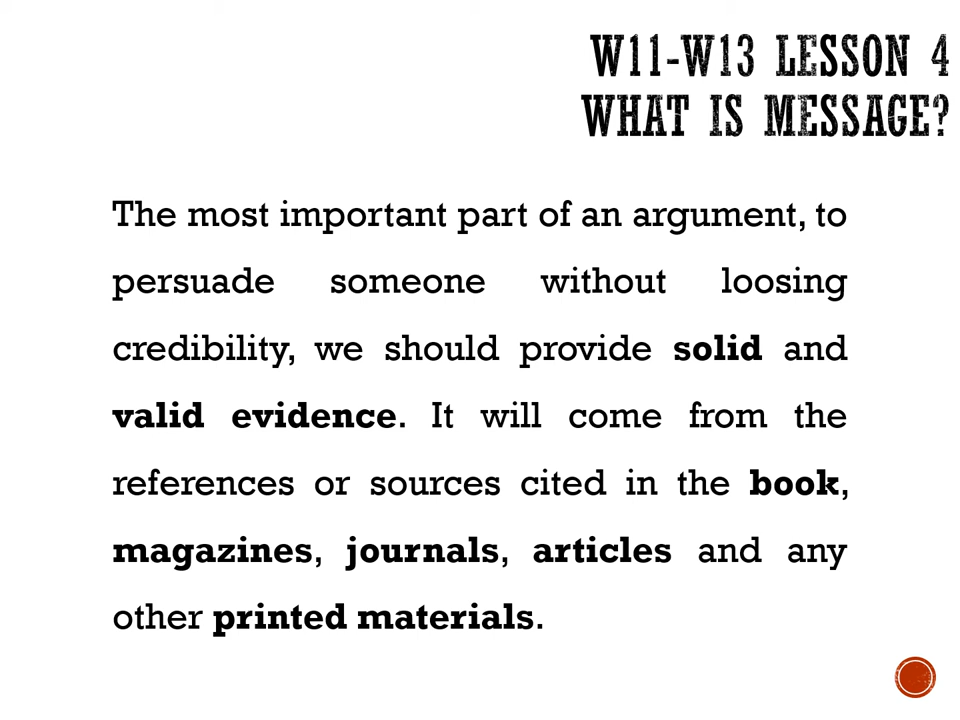 W11-W13 LESSON 4
WHAT IS MESSAGE?
The most important part of an argument, to
persuade someone without loosing
credibility, we should provide solid and
valid evidence. It will come from the
references or sources cited in the book,
magazines, journals, articles and any
other printed materials.